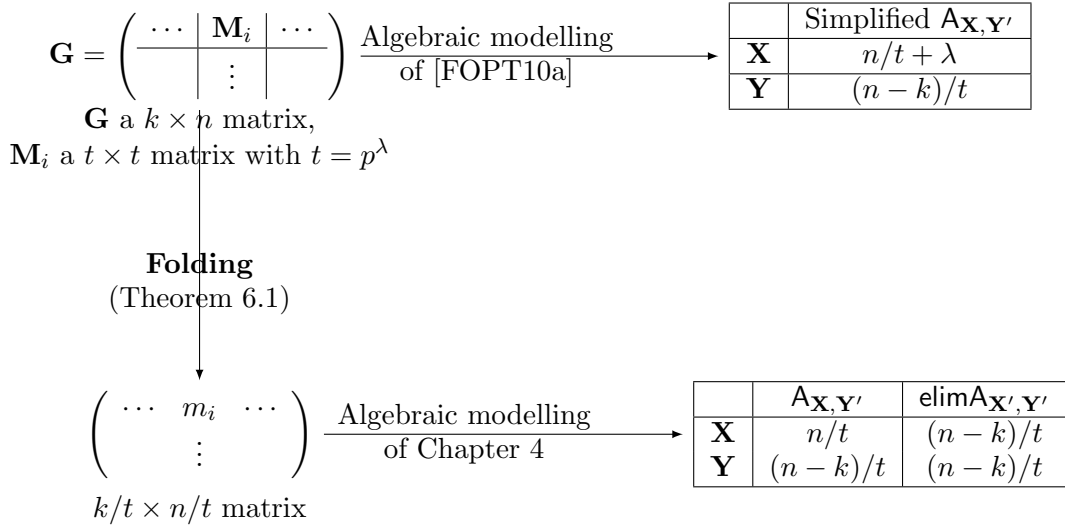 G = ( ⋯ | M_i | ⋯ )
⋮
Algebraic modelling
of [FOPT10a]
Simplified A_{X,Y′}
X n/t + λ
Y (n − k)/t
G a k × n matrix,
M_i a t × t matrix with t = p^λ
Folding
(Theorem 6.1)
( ⋯ m_i ⋯ )
⋮
k/t × n/t matrix
Algebraic modelling
of Chapter 4
A_{X,Y′} elimA_{X′,Y′}
X n/t (n − k)/t
Y (n − k)/t (n − k)/t